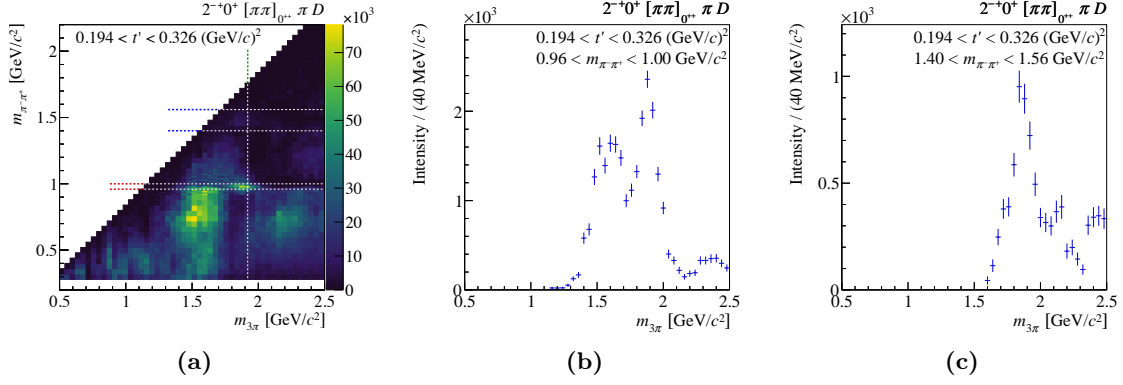 2⁻⁺0⁺ [ππ]₀₊₊ π D
×10³
0.194 < t′ < 0.326 (GeV/c)²
m_π⁻π⁺ [GeV/c²]
2
1.5
1
0.5
0.5 1 1.5 2 2.5
m_3π [GeV/c²]
80
70
60
50
40
30
20
10
0
(a)
×10³
2⁻⁺0⁺ [ππ]₀₊₊ π D
0.194 < t′ < 0.326 (GeV/c)²
0.96 < m_π⁻π⁺ < 1.00 GeV/c²
Intensity / (40 MeV/c²)
2
1
0
0.5 1 1.5 2 2.5
m_3π [GeV/c²]
(b)
×10³
2⁻⁺0⁺ [ππ]₀₊₊ π D
0.194 < t′ < 0.326 (GeV/c)²
1.40 < m_π⁻π⁺ < 1.56 GeV/c²
Intensity / (40 MeV/c²)
1
0.5
0
0.5 1 1.5 2 2.5
m_3π [GeV/c²]
(c)